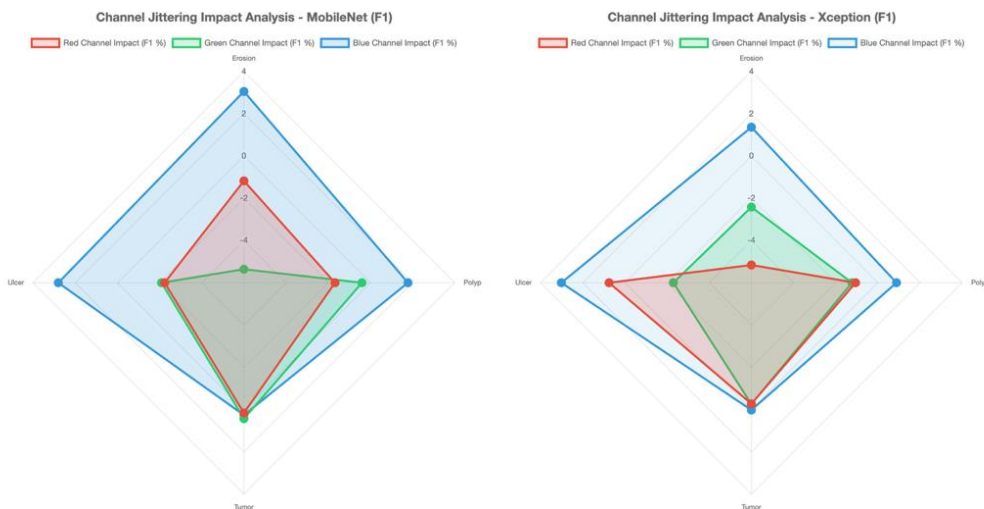 Channel Jittering Impact Analysis - MobileNet (F1)
Red Channel Impact (F1 %) Green Channel Impact (F1 %) Blue Channel Impact (F1 %)
Erosion
4
2
0
-2
-4
Ulcer
Polyp
Tumor
Channel Jittering Impact Analysis - Xception (F1)
Red Channel Impact (F1 %) Green Channel Impact (F1 %) Blue Channel Impact (F1 %)
Erosion
4
2
0
-2
-4
Ulcer
Poly
Tumor